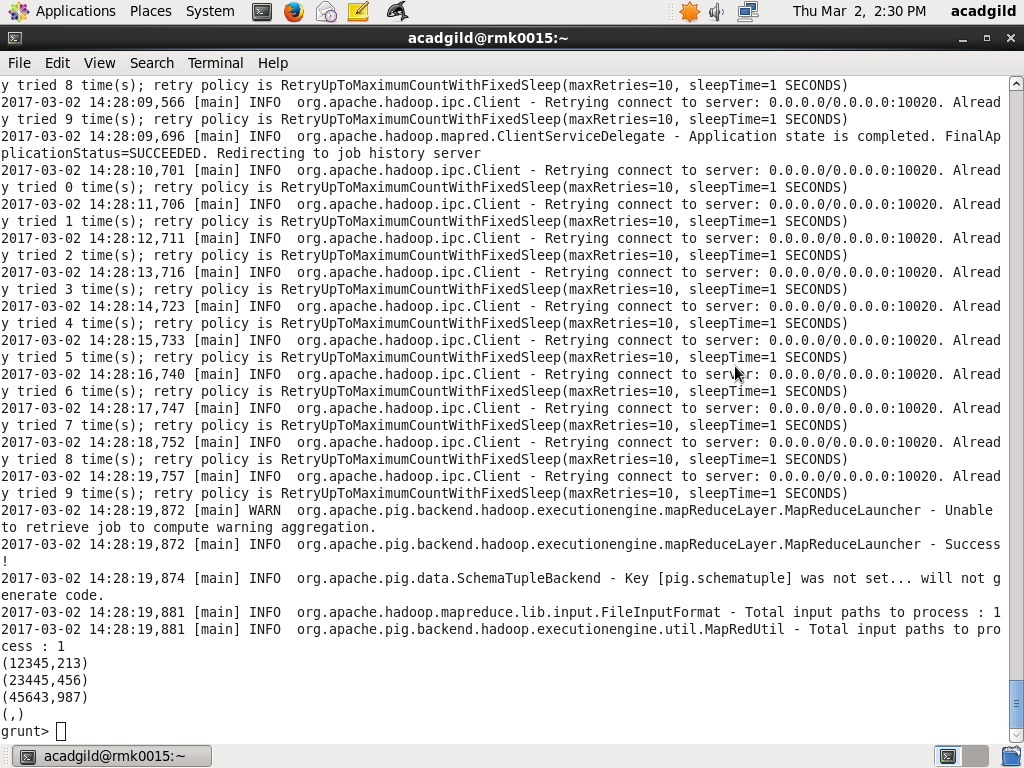 Applications Places System Thu Mar 2, 2:30 PM acadgild
acadgild@rmk0015:~
File Edit View Search Terminal Help
y tried 8 time(s); retry policy is RetryUpToMaximumCountWithFixedSleep(maxRetries=10, sleepTime=1 SECONDS)
2017-03-02 14:28:09,566 [main] INFO  org.apache.hadoop.ipc.Client - Retrying connect to server: 0.0.0.0/0.0.0.0:10020. Alread
y tried 9 time(s); retry policy is RetryUpToMaximumCountWithFixedSleep(maxRetries=10, sleepTime=1 SECONDS)
2017-03-02 14:28:09,696 [main] INFO  org.apache.hadoop.mapred.ClientServiceDelegate - Application state is completed. FinalAp
plicationStatus=SUCCEEDED. Redirecting to job history server
2017-03-02 14:28:10,701 [main] INFO  org.apache.hadoop.ipc.Client - Retrying connect to server: 0.0.0.0/0.0.0.0:10020. Alread
y tried 0 time(s); retry policy is RetryUpToMaximumCountWithFixedSleep(maxRetries=10, sleepTime=1 SECONDS)
2017-03-02 14:28:11,706 [main] INFO  org.apache.hadoop.ipc.Client - Retrying connect to server: 0.0.0.0/0.0.0.0:10020. Alread
y tried 1 time(s); retry policy is RetryUpToMaximumCountWithFixedSleep(maxRetries=10, sleepTime=1 SECONDS)
2017-03-02 14:28:12,711 [main] INFO  org.apache.hadoop.ipc.Client - Retrying connect to server: 0.0.0.0/0.0.0.0:10020. Alread
y tried 2 time(s); retry policy is RetryUpToMaximumCountWithFixedSleep(maxRetries=10, sleepTime=1 SECONDS)
2017-03-02 14:28:13,716 [main] INFO  org.apache.hadoop.ipc.Client - Retrying connect to server: 0.0.0.0/0.0.0.0:10020. Alread
y tried 3 time(s); retry policy is RetryUpToMaximumCountWithFixedSleep(maxRetries=10, sleepTime=1 SECONDS)
2017-03-02 14:28:14,723 [main] INFO  org.apache.hadoop.ipc.Client - Retrying connect to server: 0.0.0.0/0.0.0.0:10020. Alread
y tried 4 time(s); retry policy is RetryUpToMaximumCountWithFixedSleep(maxRetries=10, sleepTime=1 SECONDS)
2017-03-02 14:28:15,733 [main] INFO  org.apache.hadoop.ipc.Client - Retrying connect to server: 0.0.0.0/0.0.0.0:10020. Alread
y tried 5 time(s); retry policy is RetryUpToMaximumCountWithFixedSleep(maxRetries=10, sleepTime=1 SECONDS)
2017-03-02 14:28:16,740 [main] INFO  org.apache.hadoop.ipc.Client - Retrying connect to server: 0.0.0.0/0.0.0.0:10020. Alread
y tried 6 time(s); retry policy is RetryUpToMaximumCountWithFixedSleep(maxRetries=10, sleepTime=1 SECONDS)
2017-03-02 14:28:17,747 [main] INFO  org.apache.hadoop.ipc.Client - Retrying connect to server: 0.0.0.0/0.0.0.0:10020. Alread
y tried 7 time(s); retry policy is RetryUpToMaximumCountWithFixedSleep(maxRetries=10, sleepTime=1 SECONDS)
2017-03-02 14:28:18,752 [main] INFO  org.apache.hadoop.ipc.Client - Retrying connect to server: 0.0.0.0/0.0.0.0:10020. Alread
y tried 8 time(s); retry policy is RetryUpToMaximumCountWithFixedSleep(maxRetries=10, sleepTime=1 SECONDS)
2017-03-02 14:28:19,757 [main] INFO  org.apache.hadoop.ipc.Client - Retrying connect to server: 0.0.0.0/0.0.0.0:10020. Alread
y tried 9 time(s); retry policy is RetryUpToMaximumCountWithFixedSleep(maxRetries=10, sleepTime=1 SECONDS)
2017-03-02 14:28:19,872 [main] WARN  org.apache.pig.backend.hadoop.executionengine.mapReduceLayer.MapReduceLauncher - Unable
to retrieve job to compute warning aggregation.
2017-03-02 14:28:19,872 [main] INFO  org.apache.pig.backend.hadoop.executionengine.mapReduceLayer.MapReduceLauncher - Success
!
2017-03-02 14:28:19,874 [main] INFO  org.apache.pig.data.SchemaTupleBackend - Key [pig.schematuple] was not set... will not g
enerate code.
2017-03-02 14:28:19,881 [main] INFO  org.apache.hadoop.mapreduce.lib.input.FileInputFormat - Total input paths to process : 1
2017-03-02 14:28:19,881 [main] INFO  org.apache.pig.backend.hadoop.executionengine.util.MapRedUtil - Total input paths to pro
cess : 1
(12345,213)
(23445,456)
(45643,987)
(,)
grunt>
acadgild@rmk0015:~